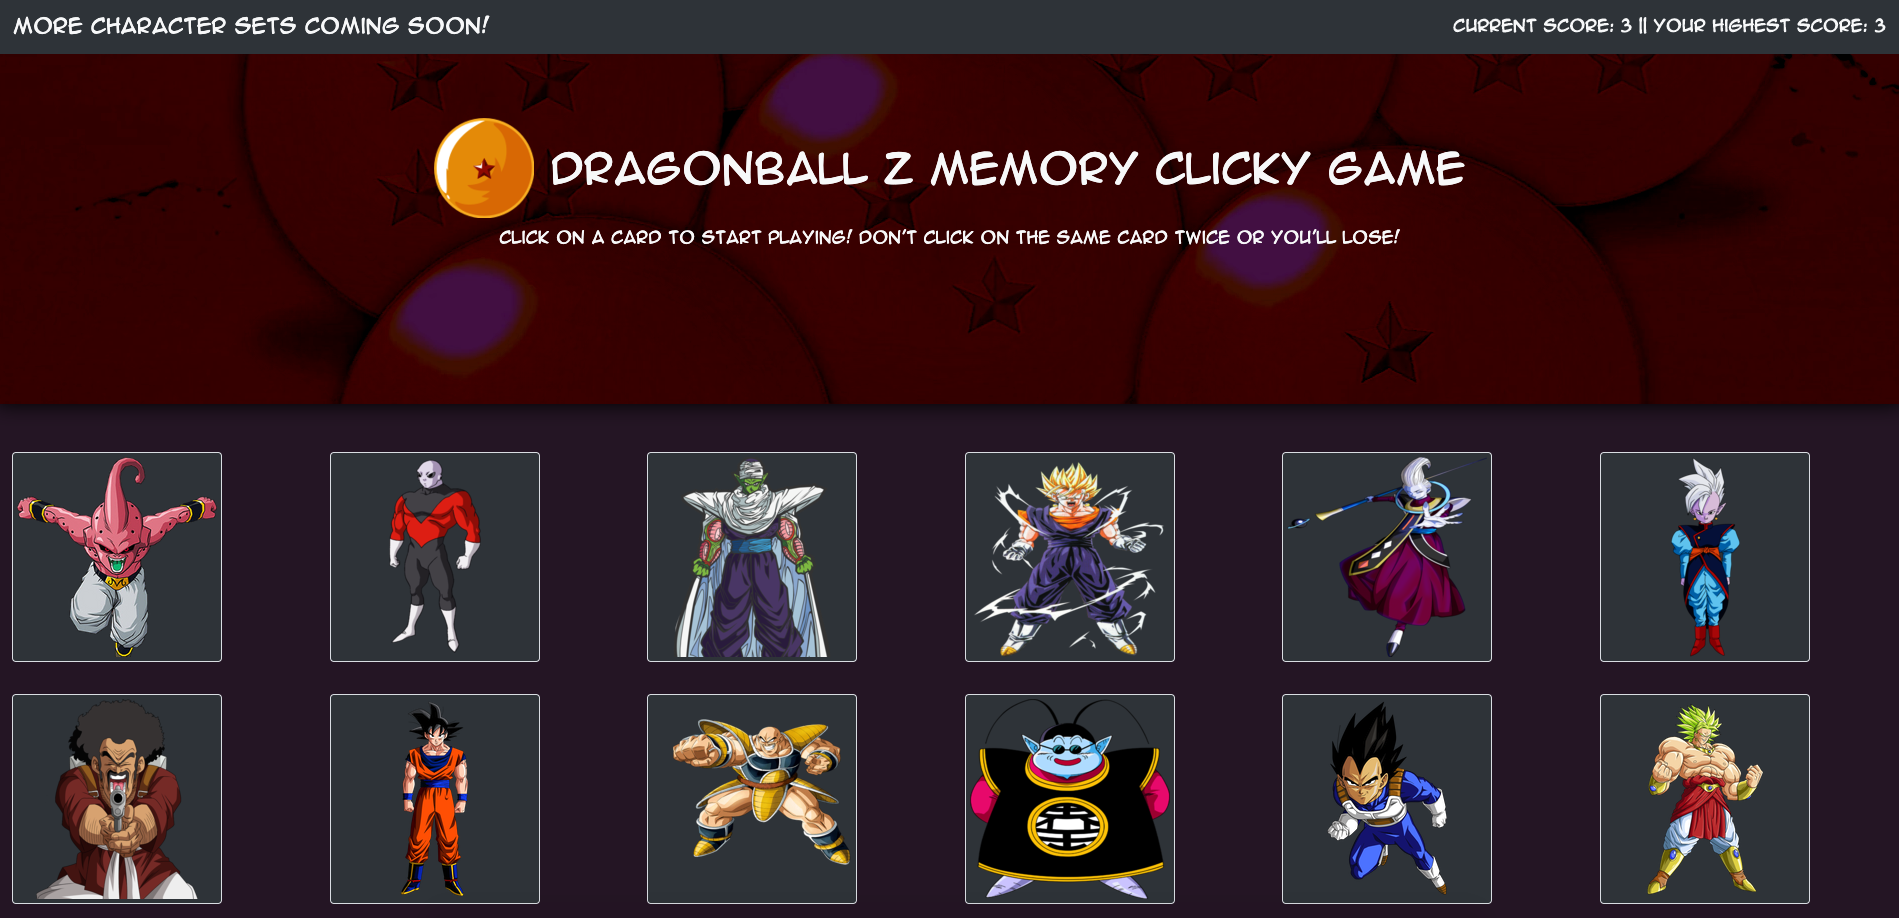 MORE CHARACTER SETS COMING SOON!
CURRENT SCORE: 3 || YOUR HIGHEST SCORE: 3
DRAGONBALL Z MEMORY CLICKY GAME
CLICK ON A CARD TO START PLAYING! DON'T CLICK ON THE SAME CARD TWICE OR YOU'LL LOSE!